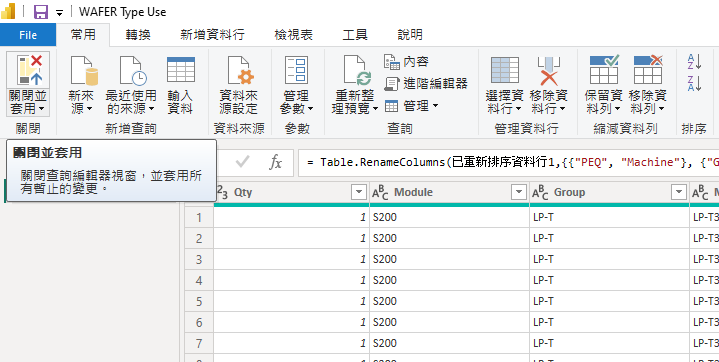 WAFER Type Use
File 常用 轉換 新增資料行 檢視表 工具 說明
關閉並套用
新來源
最近使用的來源
輸入資料
資料來源設定
管理參數
重新整理預覽
內容
進階編輯器
管理
選擇資料行
移除資料行
保留資料列
移除資料列
關閉 新增查詢 資料來源 參數 查詢 管理資料行 縮減資料列 排序
關閉並套用
關閉查詢編輯器視窗，並套用所
有暫止的變更。
fx = Table.RenameColumns(已重新排序資料行1,{{"PEQ", "Machine"}, {"G
23 Qty ABC Module ABC Group ABC
1 1 S200 LP-T LP-T3
2 1 S200 LP-T LP-T3
3 1 S200 LP-T LP-T3
4 1 S200 LP-T LP-T3
5 1 S200 LP-T LP-T3
6 1 S200 LP-T LP-T3
7 1 S200 LP-T LP-T3
1 S200 LP-T LP-T3